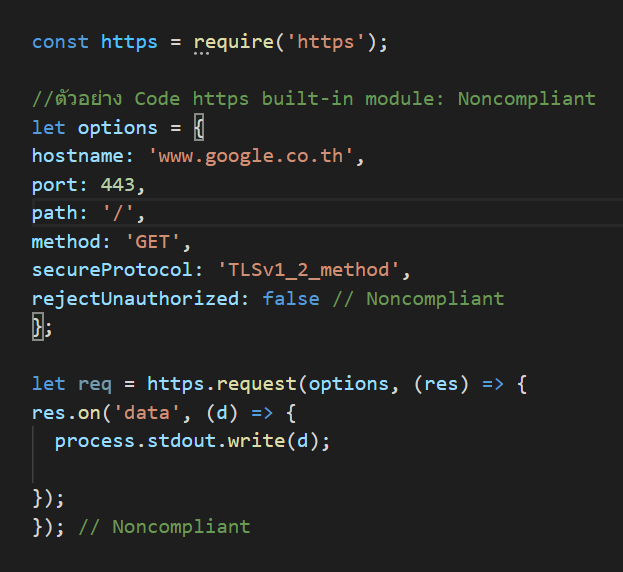 const https = require('https');
//ตัวอย่าง Code https built-in module: Noncompliant
let options = {
hostname: 'www.google.co.th',
port: 443,
path: '/',
method: 'GET',
secureProtocol: 'TLSv1_2_method',
rejectUnauthorized: false // Noncompliant
};
let req = https.request(options, (res) => {
res.on('data', (d) => {
process.stdout.write(d);
});
}); // Noncompliant